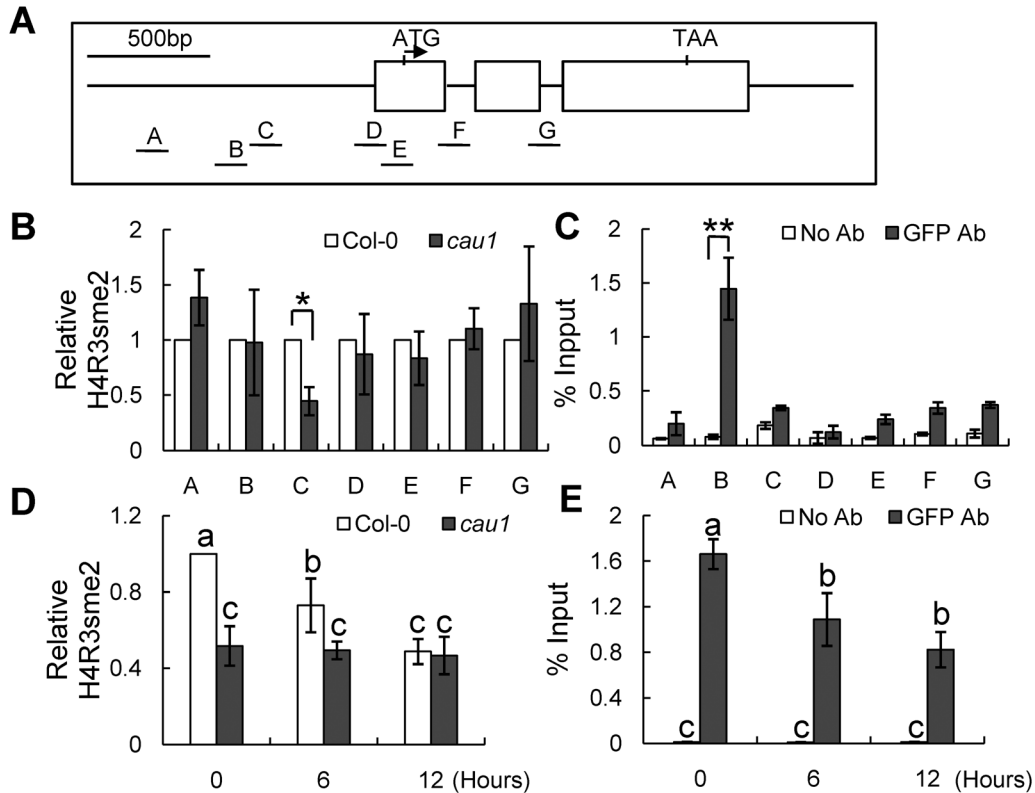 A
500bp
ATG
TAA
A
B
C
D
E
F
G
B
Relative
H4R3sme2
2
1.5
1
0.5
0
Col-0
cau1
*
A B C D E F G
C
% Inpput
2
1.5
1
0.5
0
No Ab
GFP Ab
**
A B C D E F G
D
Relative
H4R3sme2
1.2
0.8
0.4
0
Col-0
cau1
a
c
b
c
c
c
0 6 12 (Hours)
E
% Input
2
1.6
1.2
0.8
0.4
0
No Ab
GFP Ab
c
a
c
b
c
b
0 6 12 (Hours)